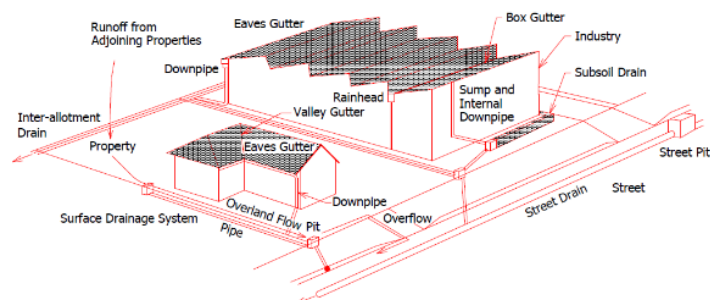 Eaves Gutter
Box Gutter
Runoff from
Adjoining Properties
Industry
Downpipe
Subsoil Drain
Rainhead
Sump and
Internal
Downpipe
Inter-allotment
Drain
Valley Gutter
Property
Eaves Gutter
Street Pit
Downpipe
Street
Surface Drainage System
Overland Flow
Pit
Overflow
Street Drain
Pipe